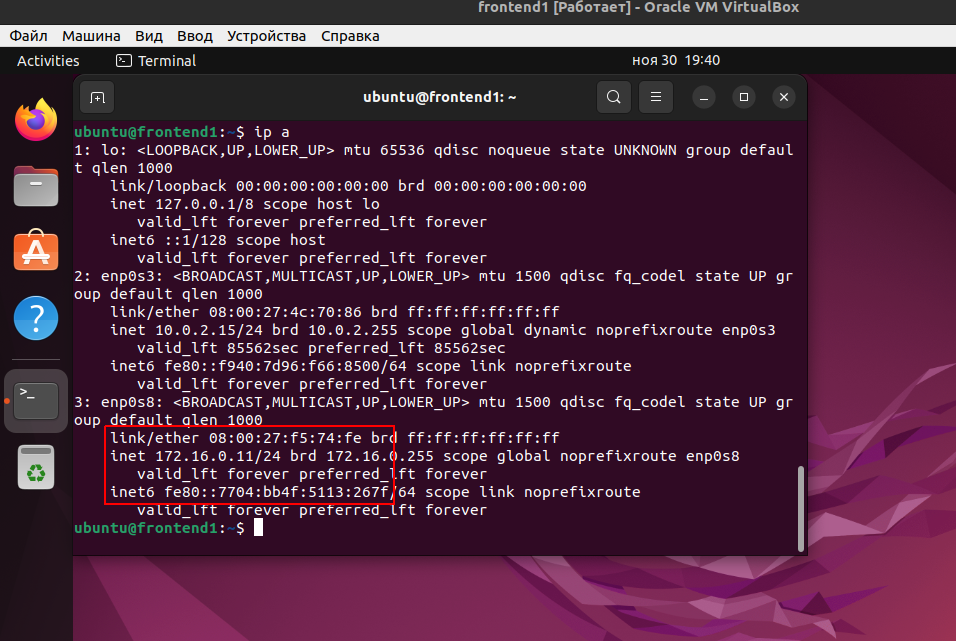 frontend1 [Работает] - Oracle VM VirtualBox
Файл Машина Вид Ввод Устройства Справка
Activities Terminal ноя 30 19:40
ubuntu@frontend1: ~
ubuntu@frontend1:~$ ip a
1: lo: <LOOPBACK,UP,LOWER_UP> mtu 65536 qdisc noqueue state UNKNOWN group defaul
t qlen 1000
link/loopback 00:00:00:00:00:00 brd 00:00:00:00:00:00
inet 127.0.0.1/8 scope host lo
valid_lft forever preferred_lft forever
inet6 ::1/128 scope host
valid_lft forever preferred_lft forever
2: enp0s3: <BROADCAST,MULTICAST,UP,LOWER_UP> mtu 1500 qdisc fq_codel state UP gr
oup default qlen 1000
link/ether 08:00:27:4c:70:86 brd ff:ff:ff:ff:ff:ff
inet 10.0.2.15/24 brd 10.0.2.255 scope global dynamic noprefixroute enp0s3
valid_lft 85562sec preferred_lft 85562sec
inet6 fe80::f940:7d96:f66:8500/64 scope link noprefixroute
valid_lft forever preferred_lft forever
3: enp0s8: <BROADCAST,MULTICAST,UP,LOWER_UP> mtu 1500 qdisc fq_codel state UP gr
oup default qlen 1000
link/ether 08:00:27:f5:74:fe brd ff:ff:ff:ff:ff:ff
inet 172.16.0.11/24 brd 172.16.0.255 scope global noprefixroute enp0s8
valid_lft forever preferred_lft forever
inet6 fe80::7704:bb4f:5113:267f/64 scope link noprefixroute
valid_lft forever preferred_lft forever
ubuntu@frontend1:~$